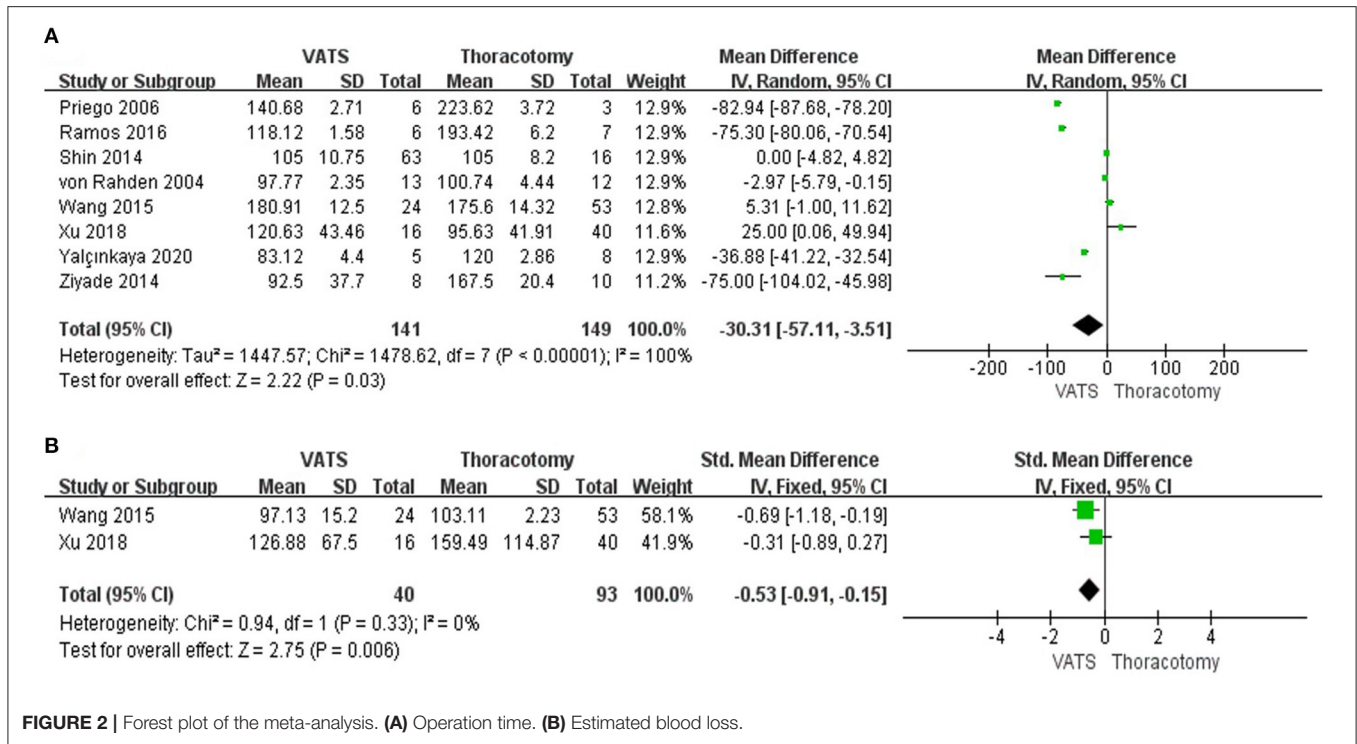 A
VATS Thoracotomy Mean Difference Mean Difference
Study or Subgroup Mean SD Total Mean SD Total Weight IV, Random, 95% CI IV, Random, 95% CI
Priego 2006 140.68 2.71 6 223.62 3.72 3 12.9% -82.94 [-87.68, -78.20]
Ramos 2016 118.12 1.58 6 193.42 6.2 7 12.9% -75.30 [-80.06, -70.54]
Shin 2014 105 10.75 63 105 8.2 16 12.9% 0.00 [-4.82, 4.82]
von Rahden 2004 97.77 2.35 13 100.74 4.44 12 12.9% -2.97 [-5.79, -0.15]
Wang 2015 180.91 12.5 24 175.6 14.32 53 12.8% 5.31 [-1.00, 11.62]
Xu 2018 120.63 43.46 16 95.63 41.91 40 11.6% 25.00 [0.06, 49.94]
Yalçınkaya 2020 83.12 4.4 5 120 2.86 8 12.9% -36.88 [-41.22, -32.54]
Ziyade 2014 92.5 37.7 8 167.5 20.4 10 11.2% -75.00 [-104.02, -45.98]
Total (95% CI) 141 149 100.0% -30.31 [-57.11, -3.51]
Heterogeneity: Tau² = 1447.57; Chi² = 1478.62, df = 7 (P < 0.00001); I² = 100%
Test for overall effect: Z = 2.22 (P = 0.03)
-200 -100 0 100 200
VATS Thoracotomy
B
VATS Thoracotomy Std. Mean Difference Std. Mean Difference
Study or Subgroup Mean SD Total Mean SD Total Weight IV, Fixed, 95% CI IV, Fixed, 95% CI
Wang 2015 97.13 15.2 24 103.11 2.23 53 58.1% -0.69 [-1.18, -0.19]
Xu 2018 126.88 67.5 16 159.49 114.87 40 41.9% -0.31 [-0.89, 0.27]
Total (95% CI) 40 93 100.0% -0.53 [-0.91, -0.15]
Heterogeneity: Chi² = 0.94, df = 1 (P = 0.33); I² = 0%
Test for overall effect: Z = 2.75 (P = 0.006)
-4 -2 0 2 4
VATS Thoracotomy
FIGURE 2 | Forest plot of the meta-analysis. (A) Operation time. (B) Estimated blood loss.